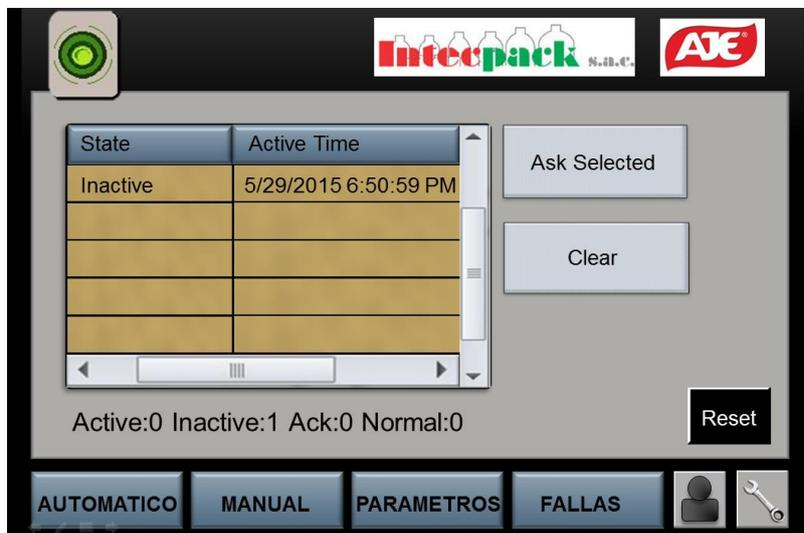 Intecpack s.a.c.
AJE®
State Active Time
Inactive 5/29/2015 6:50:59 PM
Ask Selected
Clear
Active:0 Inactive:1 Ack:0 Normal:0
Reset
AUTOMATICO MANUAL PARAMETROS FALLAS